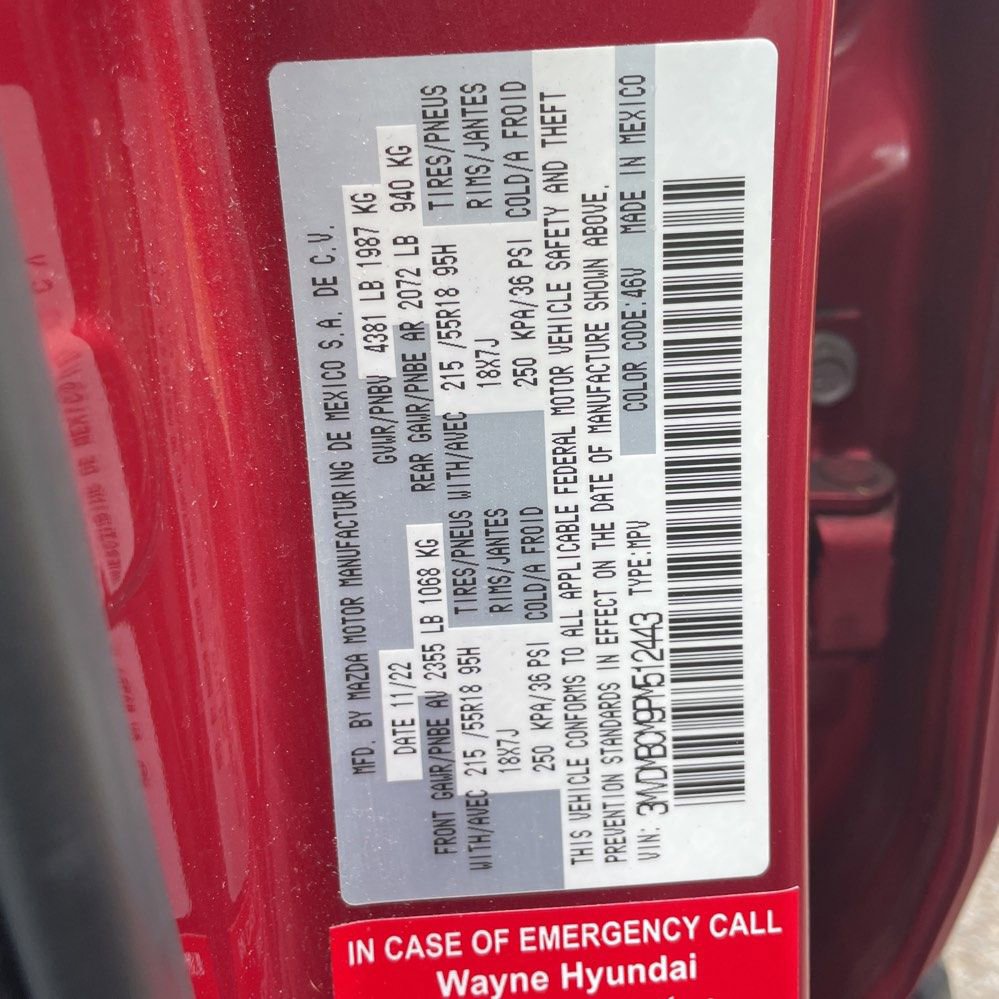 MFD. BY MAZDA MOTOR MANUFACTURING DE MEXICO S.A. DE C.V.
DATE 11/22 GVWR/PNBV 4381 LB 1987 KG
FRONT GAWR/PNBE AV 2355 LB 1068 KG REAR GAWR/PNBE AR 2072 LB 940 KG
WITH/AVEC 215 /55R18 95H TIRES/PNEUS WITH/AVEC 215 /55R18 95H TIRES/PNEUS
18X7J RIMS/JANTES 18X7J RIMS/JANTES
250 KPA/36 PSI COLD/A FROID 250 KPA/36 PSI COLD/A FROID
THIS VEHICLE CONFORMS TO ALL APPLICABLE FEDERAL MOTOR VEHICLE SAFETY AND THEFT
PREVENTION STANDARDS IN EFFECT ON THE DATE OF MANUFACTURE SHOWN ABOVE.
VIN: 3MVDMBCM9PM512443 TYPE:MPV COLOR CODE:46V MADE IN MEXICO
IN CASE OF EMERGENCY CALL
Wayne Hyundai